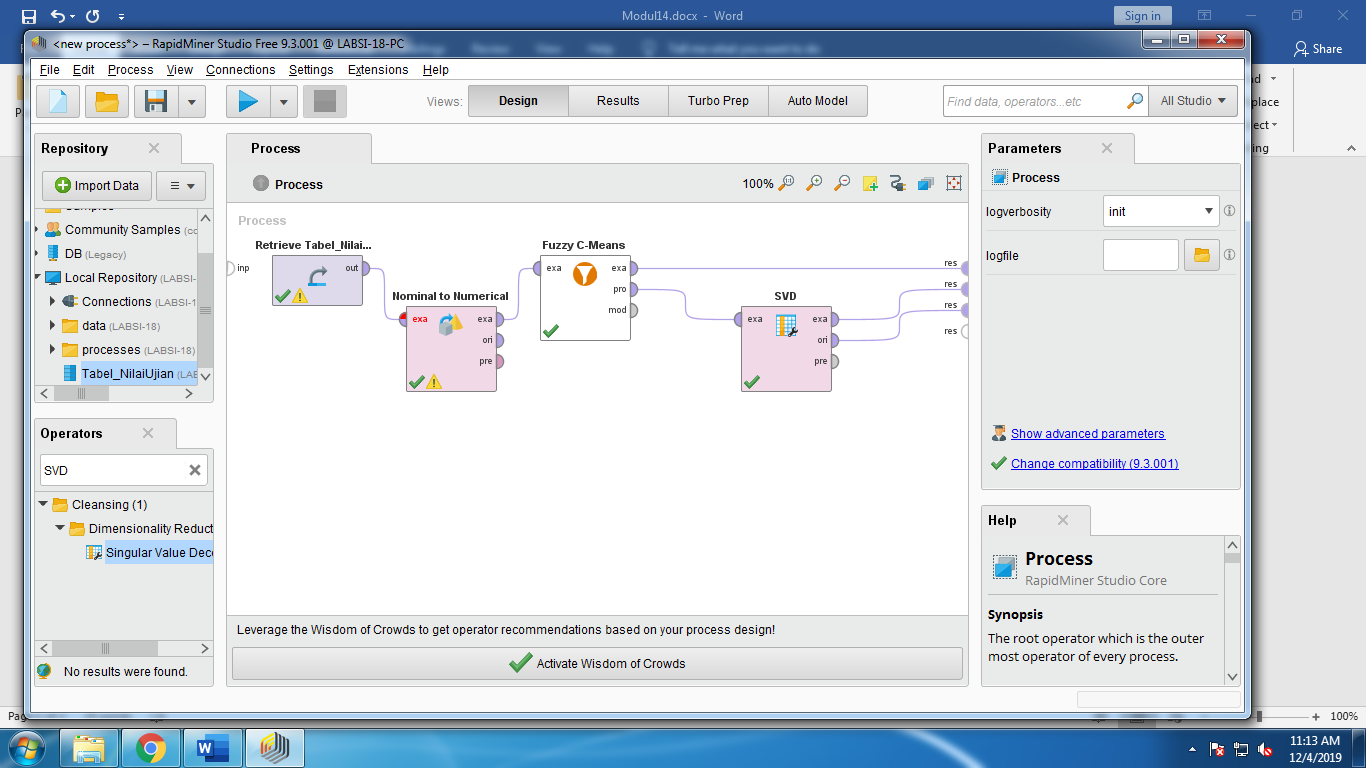 Modul14.docx - Word
Sign in
Share
<new process*> – RapidMiner Studio Free 9.3.001 @ LABSI-18-PC
File Edit Process View Connections Settings Extensions Help
Views:
Design
Results
Turbo Prep
Auto Model
Find data, operators...etc
All Studio
Repository
Import Data
Community Samples (co
DB (Legacy)
Local Repository (LABSI-
Connections (LABSI-1
data (LABSI-18)
processes (LABSI-18)
Tabel_NilaiUjian (LAB
Operators
SVD
Cleansing (1)
Dimensionality Reduct
Singular Value Deco
No results were found.
Process
Process
100%
Process
inp
Retrieve Tabel_Nilai...
out
Nominal to Numerical
exa exa
ori
pre
Fuzzy C-Means
exa exa
pro
mod
SVD
exa exa
ori
pre
res
res
res
res
Leverage the Wisdom of Crowds to get operator recommendations based on your process design!
Activate Wisdom of Crowds
Parameters
Process
logverbosity
init
logfile
Show advanced parameters
Change compatibility (9.3.001)
Help
Process
RapidMiner Studio Core
Synopsis
The root operator which is the outer
most operator of every process.
100%
11:13 AM
12/4/2019